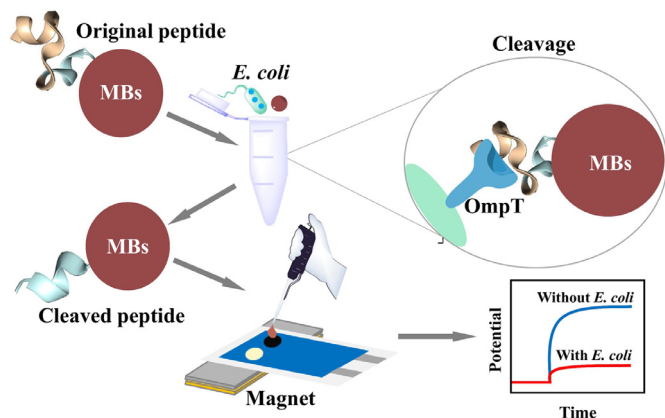 Original peptide
MBs
E. coli
Cleavage
MBs
OmpT
MBs
Cleaved peptide
Magnet
Potential
Without E. coli
With E. coli
Time